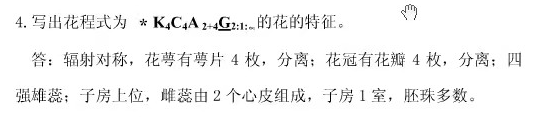 4.写出花程式为 *K₄C₄A₂₊₄G̲₂:₁:∞的花的特征。
答：辐射对称，花萼有萼片 4 枚，分离；花冠有花瓣 4 枚，分离；四
强雄蕊；子房上位，雌蕊由 2 个心皮组成，子房 1 室，胚珠多数。